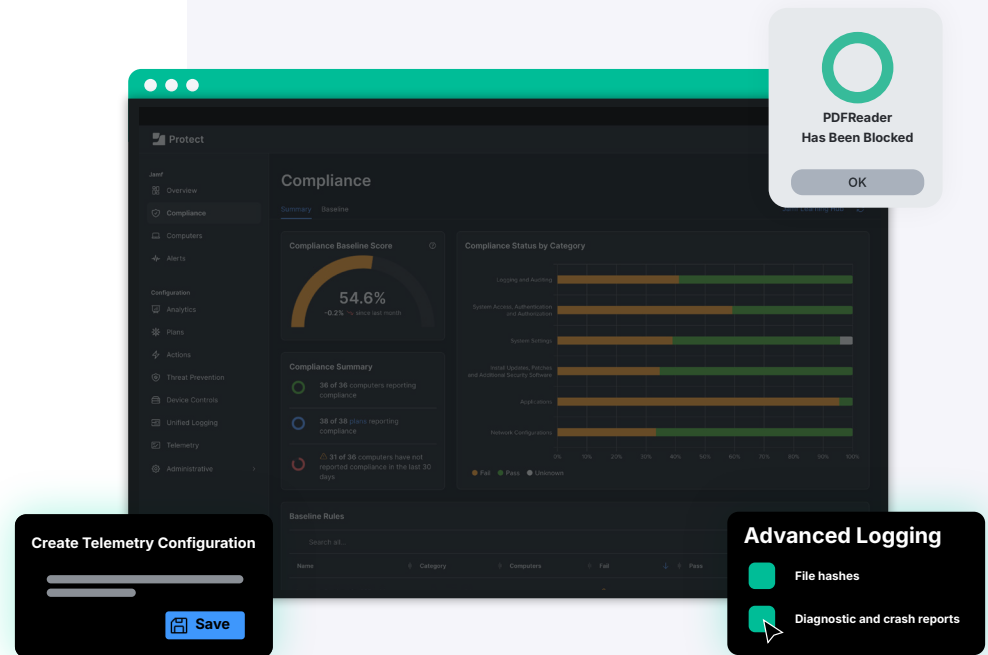 PDFReader
Has Been Blocked
OK
Protect
Jamf
Overview
Compliance
Computers
Alerts
Configuration
Analytics
Plans
Actions
Threat Prevention
Device Controls
Unified Logging
Telemetry
Administrative
Compliance
Summary Baseline
Compliance Baseline Score
54.6%
-0.2% since last month
Compliance Summary
36 of 36 computers reporting
compliance
38 of 38 plans reporting
compliance
31 of 36 computers have not
reported compliance in the last 30
days
Compliance Status by Category
Logging and Auditing
System Access, Authentication
and Authorization
System Settings
Install Updates, Patches
and Additional Security Software
Applications
Network Configurations
0% 10% 20% 30% 40% 50% 60% 70% 80% 90% 100%
Fail Pass Unknown
Baseline Rules
Search all...
Name Category Computers Fail Pass
Create Telemetry Configuration
Save
Advanced Logging
File hashes
Diagnostic and crash reports